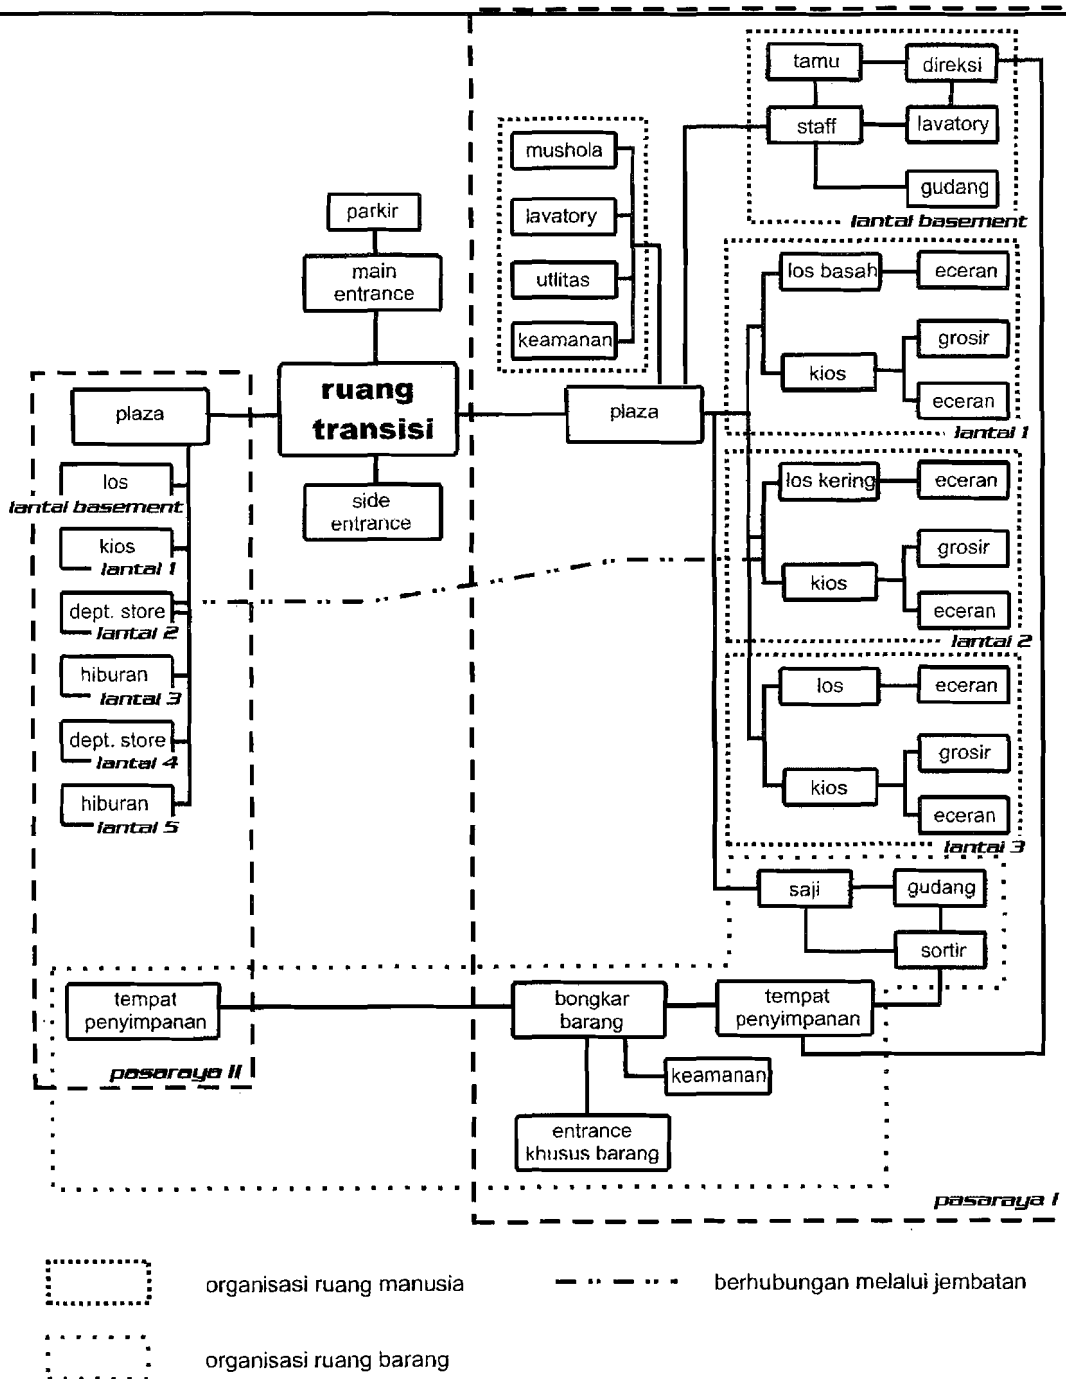 parkir
main
entrance
ruang
transisi
side
entrance
plaza
los
lantai basement
kios
lantai 1
dept. store
lantai 2
hiburan
lantai 3
dept. store
lantai 4
hiburan
lantai 5
tempat
penyimpanan
pasaraya II
mushola
lavatory
utlitas
keamanan
plaza
tamu
direksi
staff
lavatory
gudang
lantai basement
los basah
eceran
kios
grosir
eceran
lantai 1
los kering
eceran
kios
grosir
eceran
lantai 2
los
eceran
kios
grosir
eceran
lantai 3
saji
gudang
sortir
bongkar
barang
tempat
penyimpanan
keamanan
entrance
khusus barang
pasaraya I
organisasi ruang manusia
berhubungan melalui jembatan
organisasi ruang barang